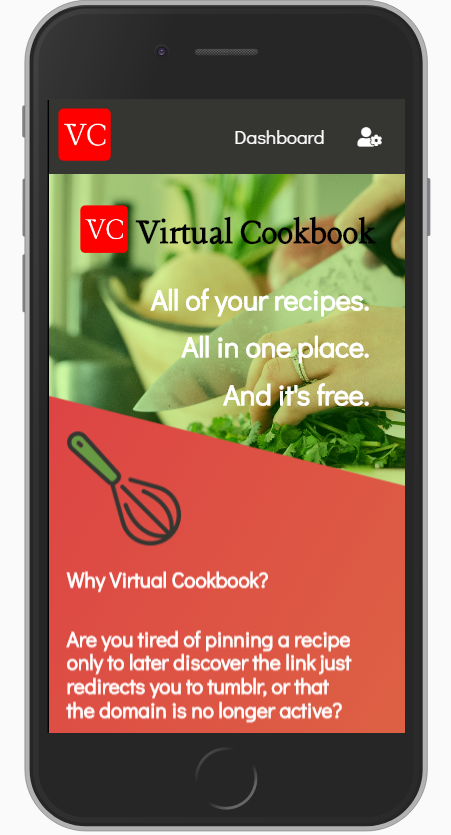 VC
Dashboard
VC Virtual Cookbook
All of your recipes.
All in one place.
And it's free.
Why Virtual Cookbook?
Are you tired of pinning a recipe
only to later discover the link just
redirects you to tumblr, or that
the domain is no longer active?